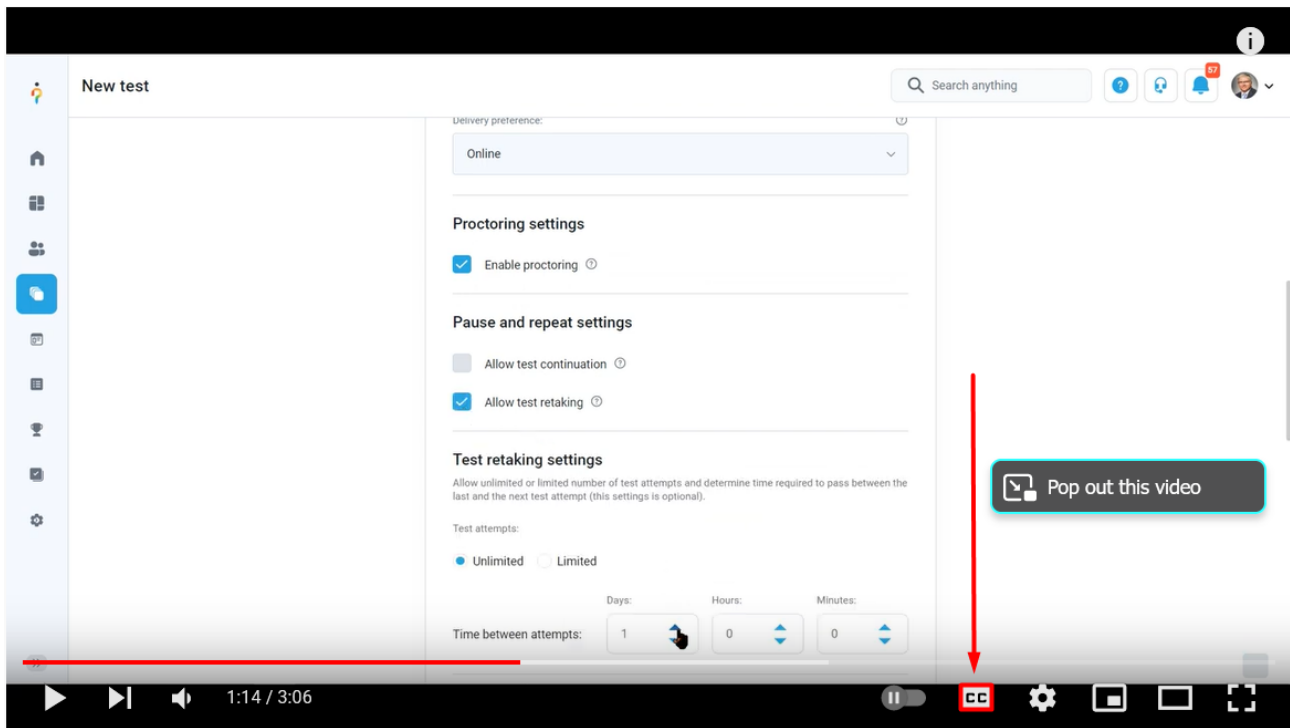 New test
Search anything
57
Delivery preference:
Online
Proctoring settings
Enable proctoring
Pause and repeat settings
Allow test continuation
Allow test retaking
Test retaking settings
Allow unlimited or limited number of test attempts and determine time required to pass between the
last and the next test attempt (this settings is optional).
Pop out this video
Test attempts:
Unlimited Limited
Days: Hours: Minutes:
Time between attempts: 1 0 0
1:14 / 3:06
CC